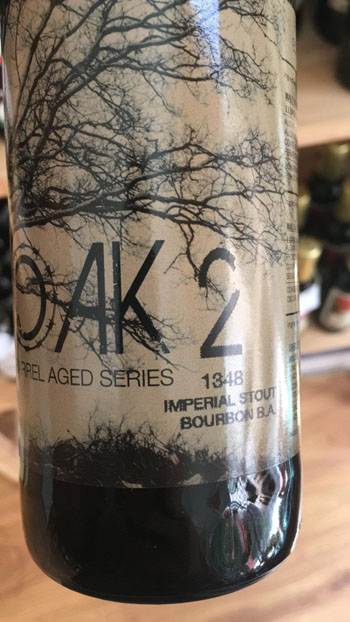 OAK 2
RREL AGED SERIES 1348
IMPERIAL STOUT
BOURBON B.A.